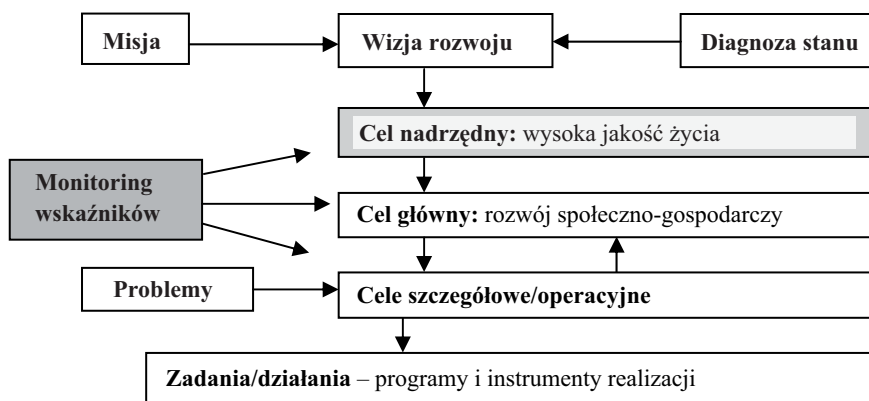 Misja
Wizja rozwoju
Diagnoza stanu
Cel nadrzędny: wysoka jakość życia
Monitoring
wskaźników
Cel główny: rozwój społeczno-gospodarczy
Problemy
Cele szczegółowe/operacyjne
Zadania/działania – programy i instrumenty realizacji